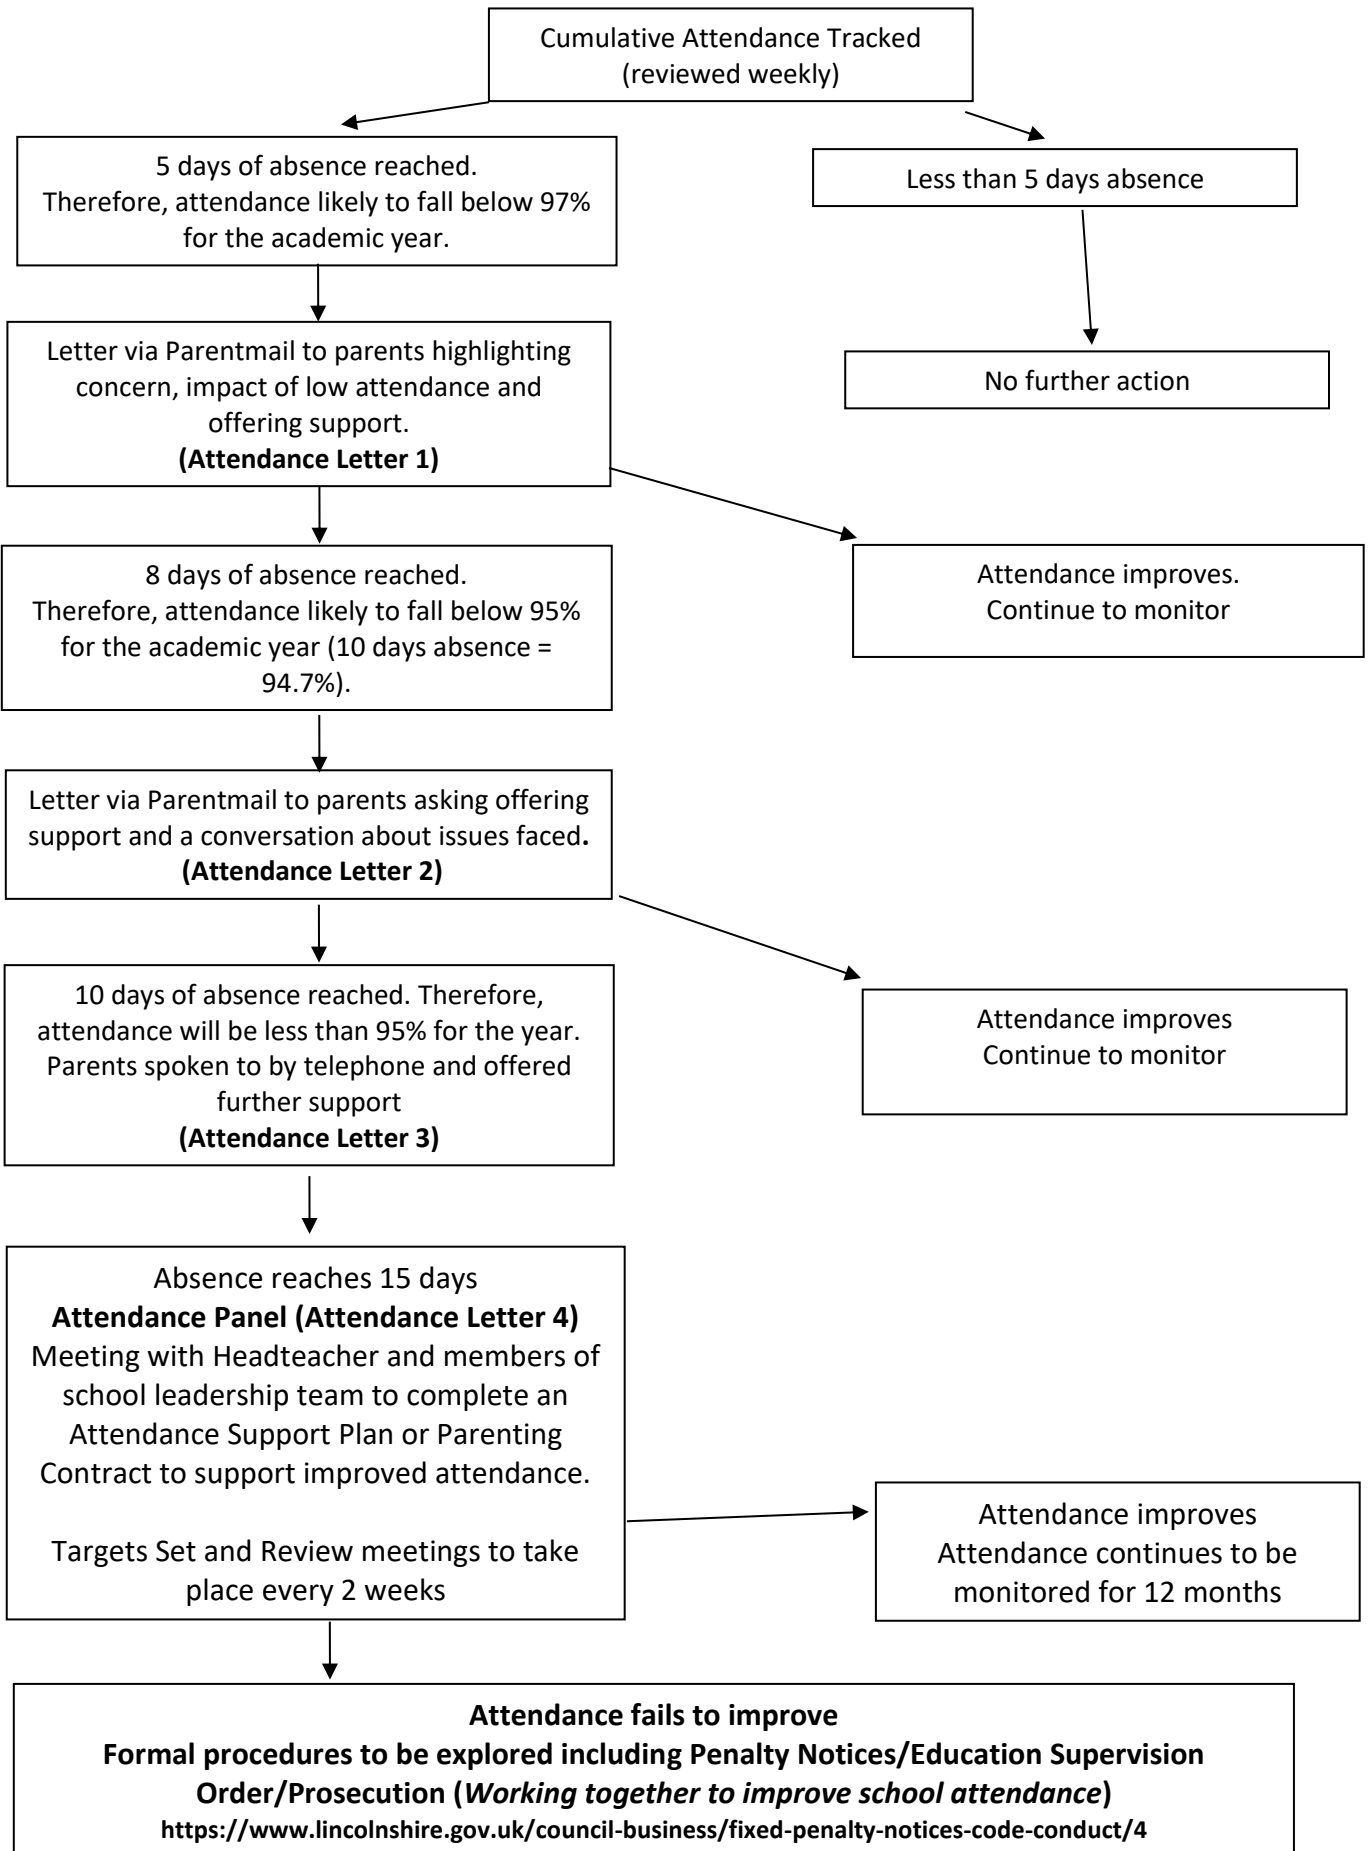 Cumulative Attendance Tracked
(reviewed weekly)
5 days of absence reached.
Therefore, attendance likely to fall below 97%
for the academic year.
Less than 5 days absence
Letter via Parentmail to parents highlighting
concern, impact of low attendance and
offering support.
(Attendance Letter 1)
No further action
8 days of absence reached.
Therefore, attendance likely to fall below 95%
for the academic year (10 days absence =
94.7%).
Attendance improves.
Continue to monitor
Letter via Parentmail to parents asking offering
support and a conversation about issues faced.
(Attendance Letter 2)
10 days of absence reached. Therefore,
attendance will be less than 95% for the year.
Parents spoken to by telephone and offered
further support
(Attendance Letter 3)
Attendance improves
Continue to monitor
Absence reaches 15 days
Attendance Panel (Attendance Letter 4)
Meeting with Headteacher and members of
school leadership team to complete an
Attendance Support Plan or Parenting
Contract to support improved attendance.
Targets Set and Review meetings to take
place every 2 weeks
Attendance improves
Attendance continues to be
monitored for 12 months
Attendance fails to improve
Formal procedures to be explored including Penalty Notices/Education Supervision
Order/Prosecution (Working together to improve school attendance)
https://www.lincolnshire.gov.uk/council-business/fixed-penalty-notices-code-conduct/4